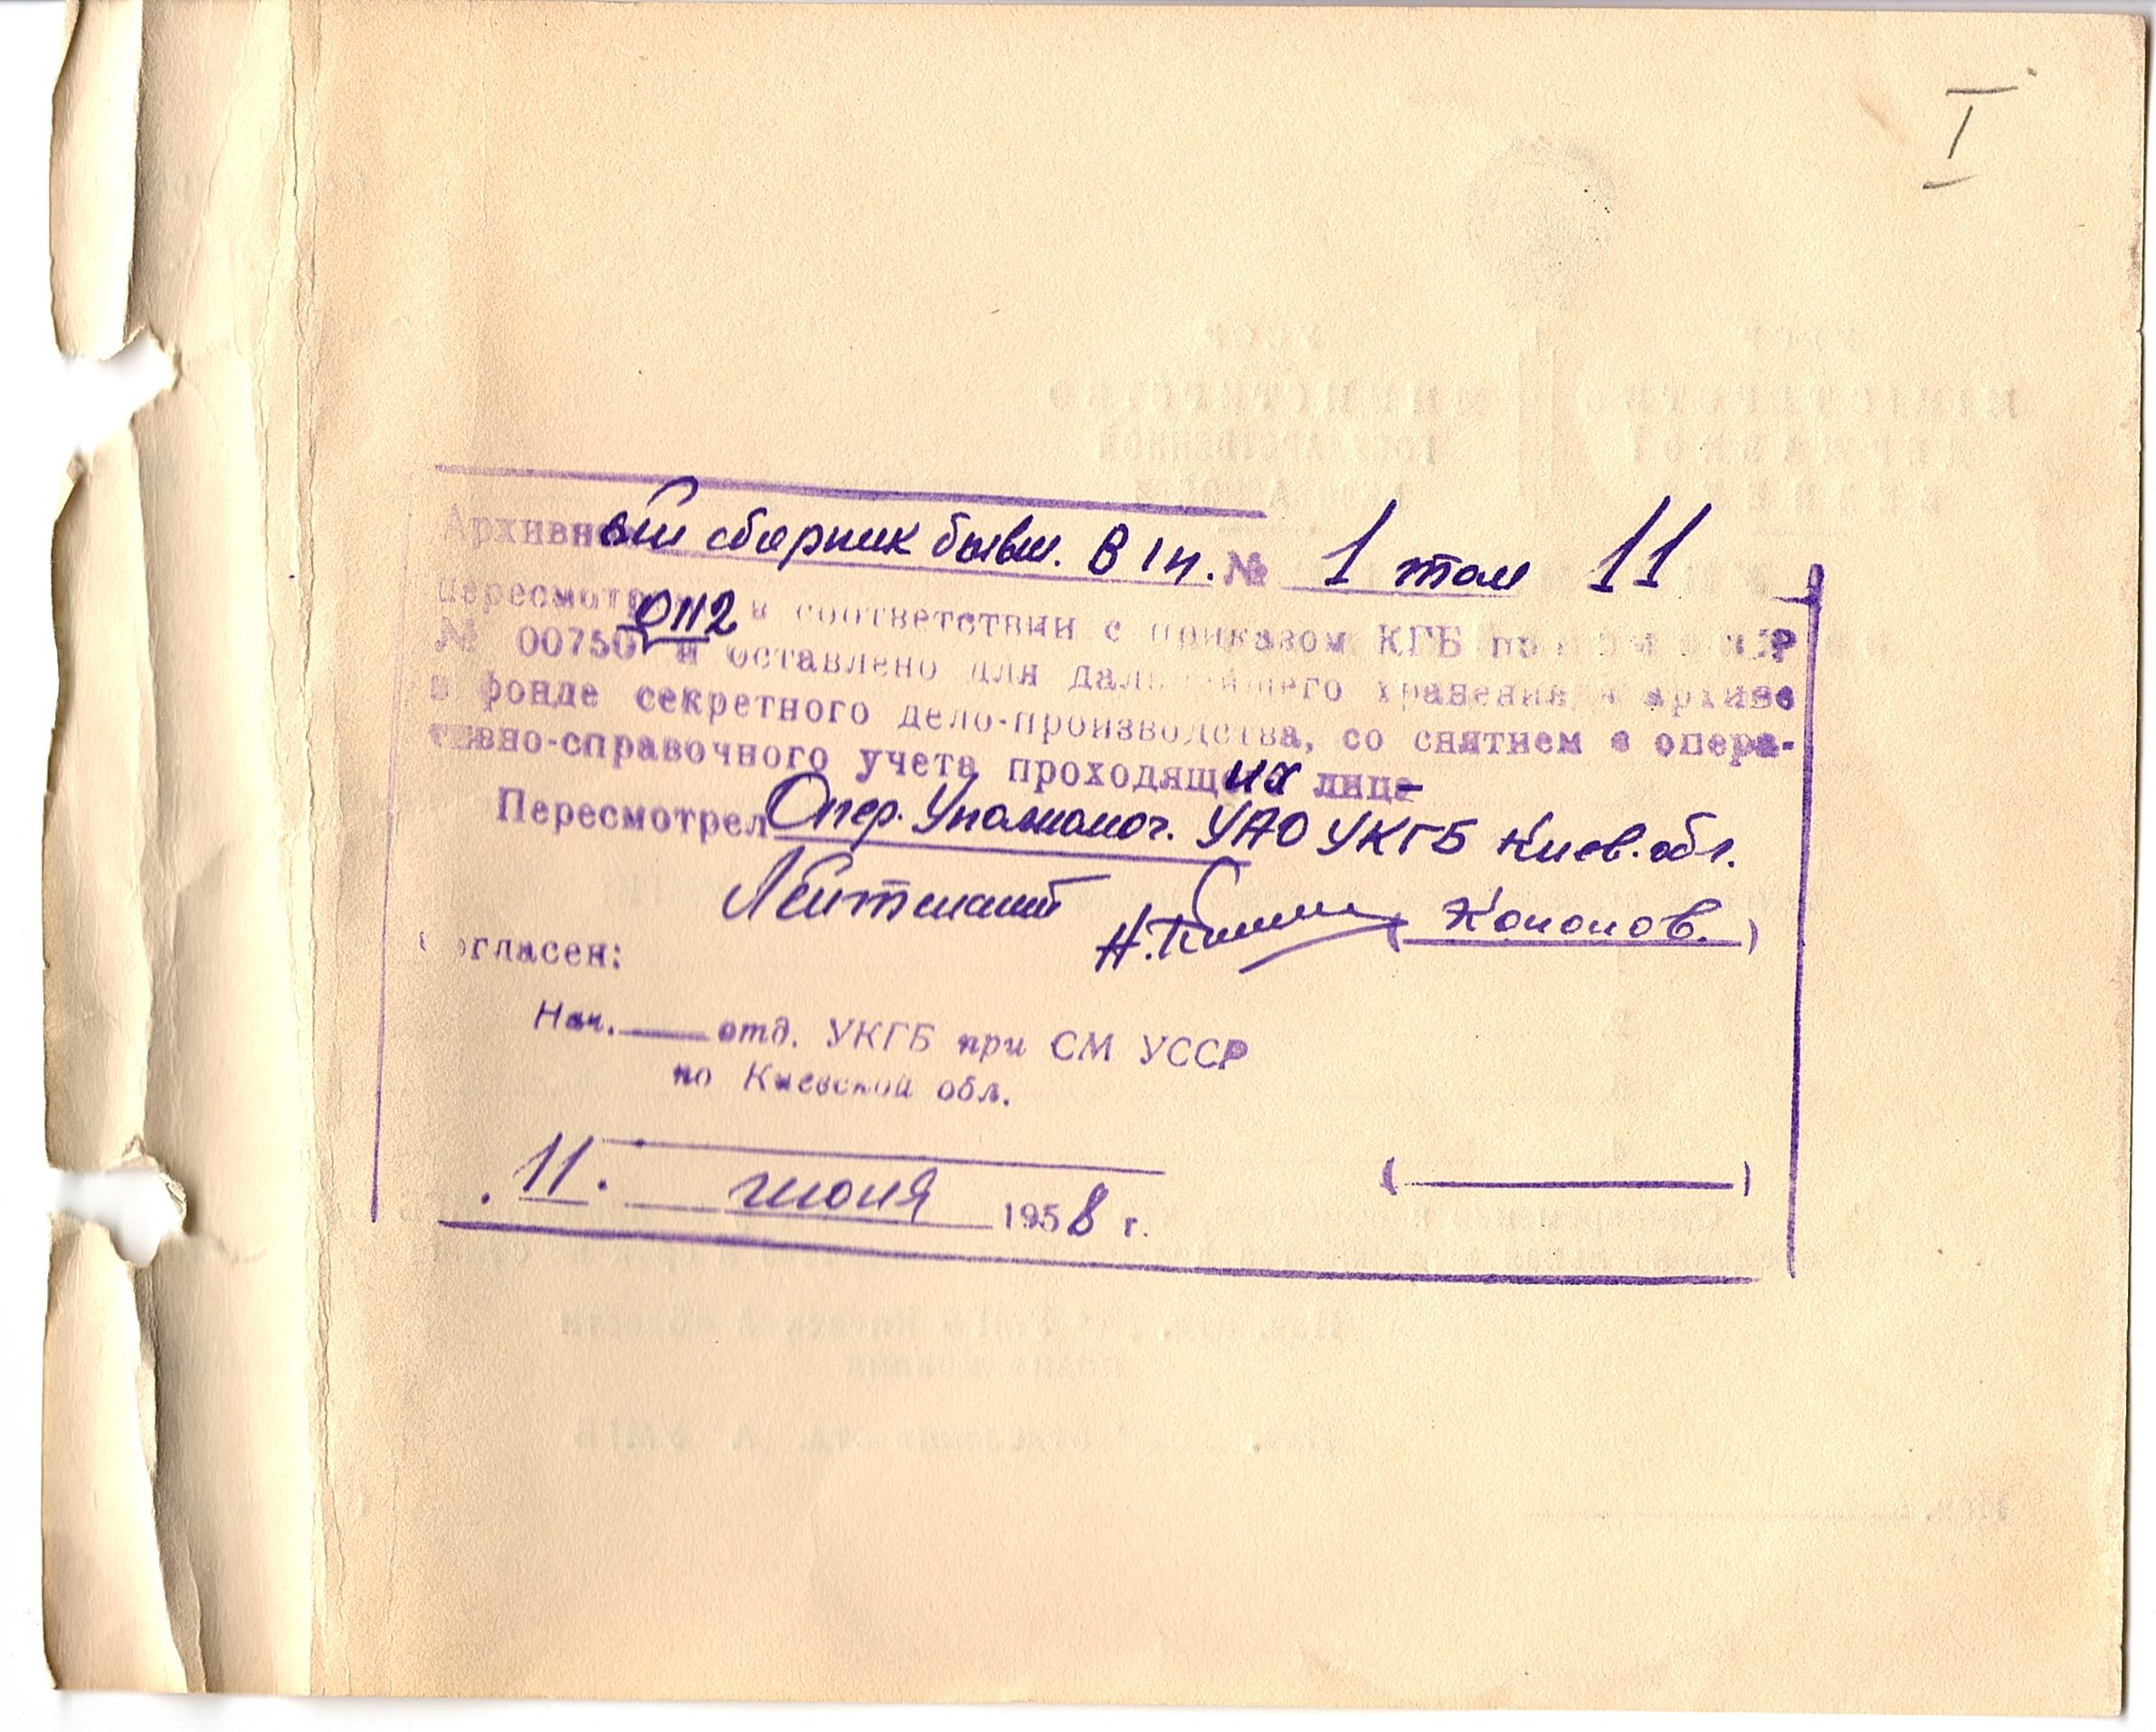 I
Архивный сборник бывш. В/ч. № 1 том 11
0112
в соответствии с приказом КГБ
№ 00750 и оставлено для дальнейшего хранения в архиве
в фонде секретного дело-производства, со снятием с опера-
тивно-справочного учета проходящих лиц
Пересмотрел Опер. Уполномоч. УАО УКГБ Киев. обл.
Лейтенант
(Кононов.)
огласен:
Нач. отд. УКГБ при СМ УССР
по Киевской обл.
11. июня 1958 г.